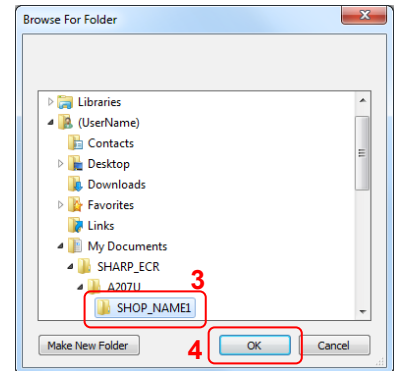 Browse For Folder
Libraries
(UserName)
Contacts
Desktop
Downloads
Favorites
Links
My Documents
SHARP_ECR
3
A207U
SHOP_NAME1
Make New Folder
4
OK
Cancel